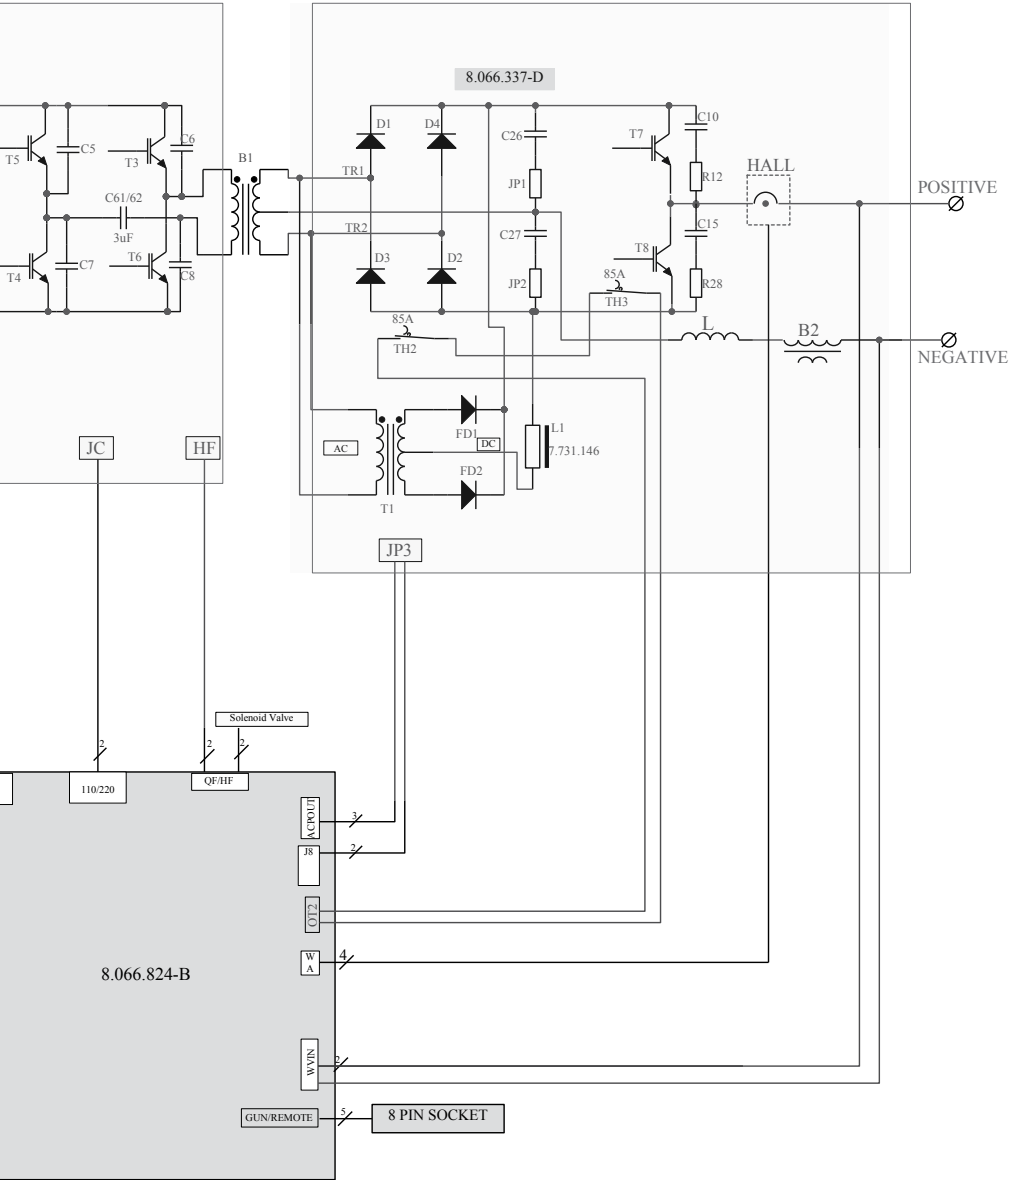 8.066.337-D
D1
D4
C26
C10
T7
C6
C5
T3
T5
B1
TR1
JP1
R12
HALL
POSITIVE
C61/62
3uF
TR2
C27
C15
T8
T6
C7
T4
C8
D3
D2
JP2
85A
TH3
R28
85A
TH2
L
B2
NEGATIVE
JC
HF
AC
FD1
DC
L1
7.731.146
FD2
T1
JP3
Solenoid Valve
2
2
2
110/220
QF/HF
ACPOUT
3
J8
2
OT2
W
A
4
8.066.824-B
WVIN
2
GUN/REMOTE
5
8 PIN SOCKET